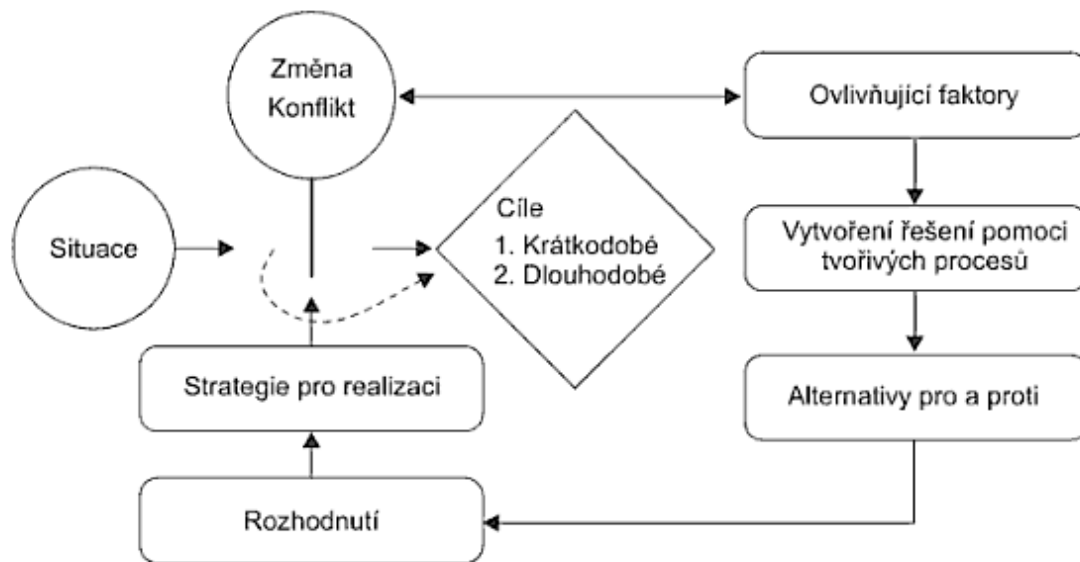 Změna
Konflikt
Ovlivňující faktory
Situace
Cíle
1. Krátkodobé
2. Dlouhodobé
Vytvoření řešení pomoci
tvořivých procesů
Strategie pro realizaci
Alternativy pro a proti
Rozhodnutí